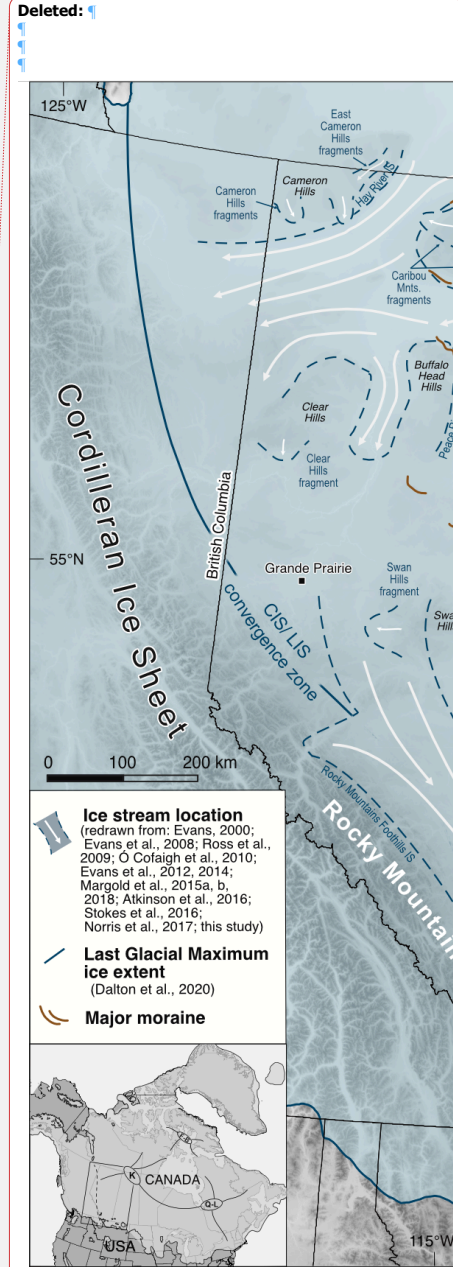 Deleted: ¶
¶
¶
¶
125°W
East
Cameron
Hills
fragments
Cameron
Hills
Hay River IS
Cameron
Hills
fragments
Caribou
Mnts.
fragments
Buffalo
Head
Hills
Clear
Hills
Peace
Clear
Hills
fragment
British Columbia
55°N
Grande Prairie
Swan
Hills
fragment
Swa
Hill
CIS/ LIS
convergence zone
Cordilleran Ice Sheet
0 100 200 km
Rocky Mountains Foothills IS
Rocky Mountain
Ice stream location
(redrawn from: Evans, 2000;
Evans et al., 2008; Ross et al.,
2009; Ó Cofaigh et al., 2010;
Evans et al., 2012, 2014;
Margold et al., 2015a, b,
2018; Atkinson et al., 2016;
Stokes et al., 2016;
Norris et al., 2017; this study)
Last Glacial Maximum
ice extent
(Dalton et al., 2020)
Major moraine
K
CANADA
Q-L
USA
115°W